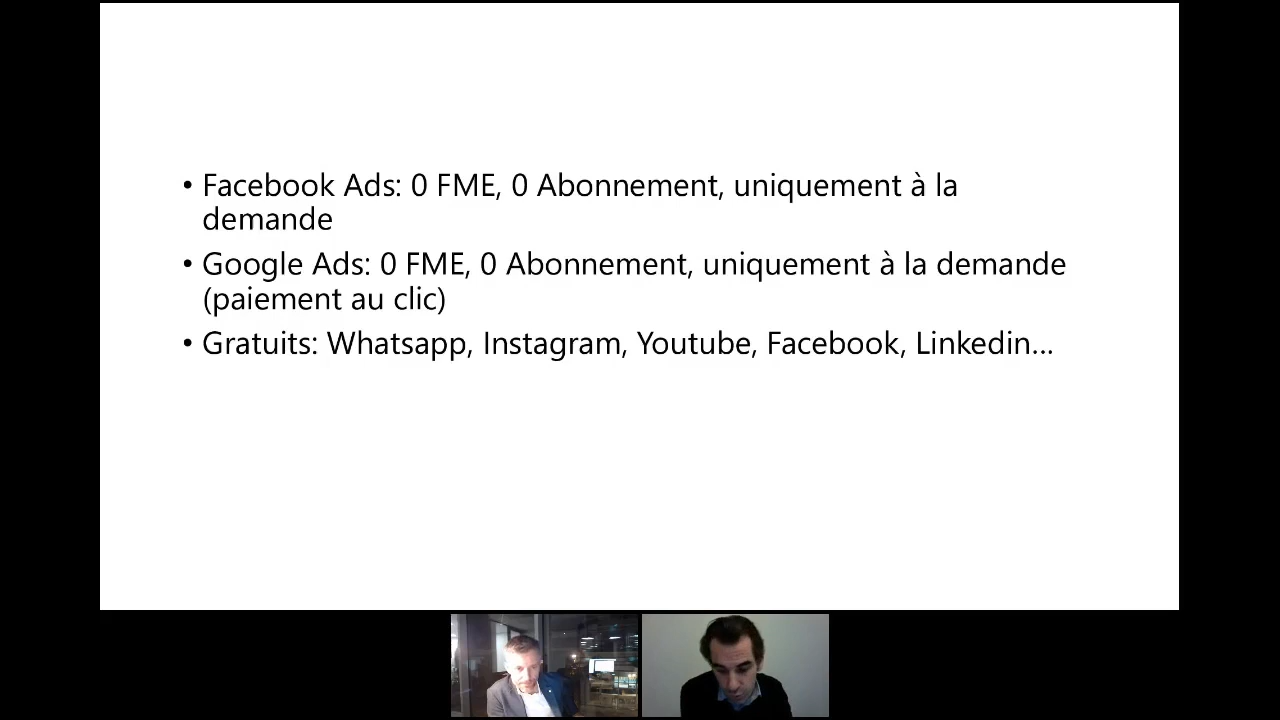 • Facebook Ads: 0 FME, 0 Abonnement, uniquement à la
demande
• Google Ads: 0 FME, 0 Abonnement, uniquement à la demande
(paiement au clic)
• Gratuits: Whatsapp, Instagram, Youtube, Facebook, Linkedin...